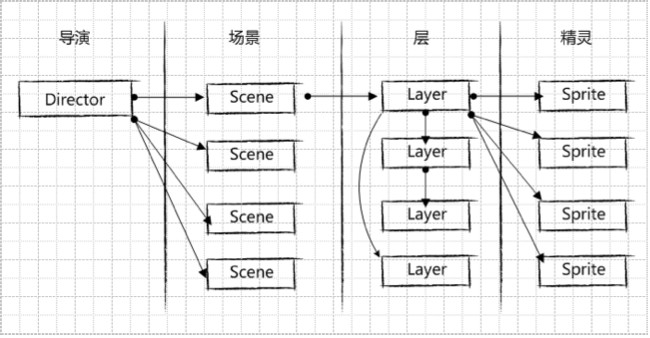 导演 场景 层 精灵
Director Scene Layer Sprite
Scene Layer Sprite
Scene Layer Sprite
Scene Layer Sprite